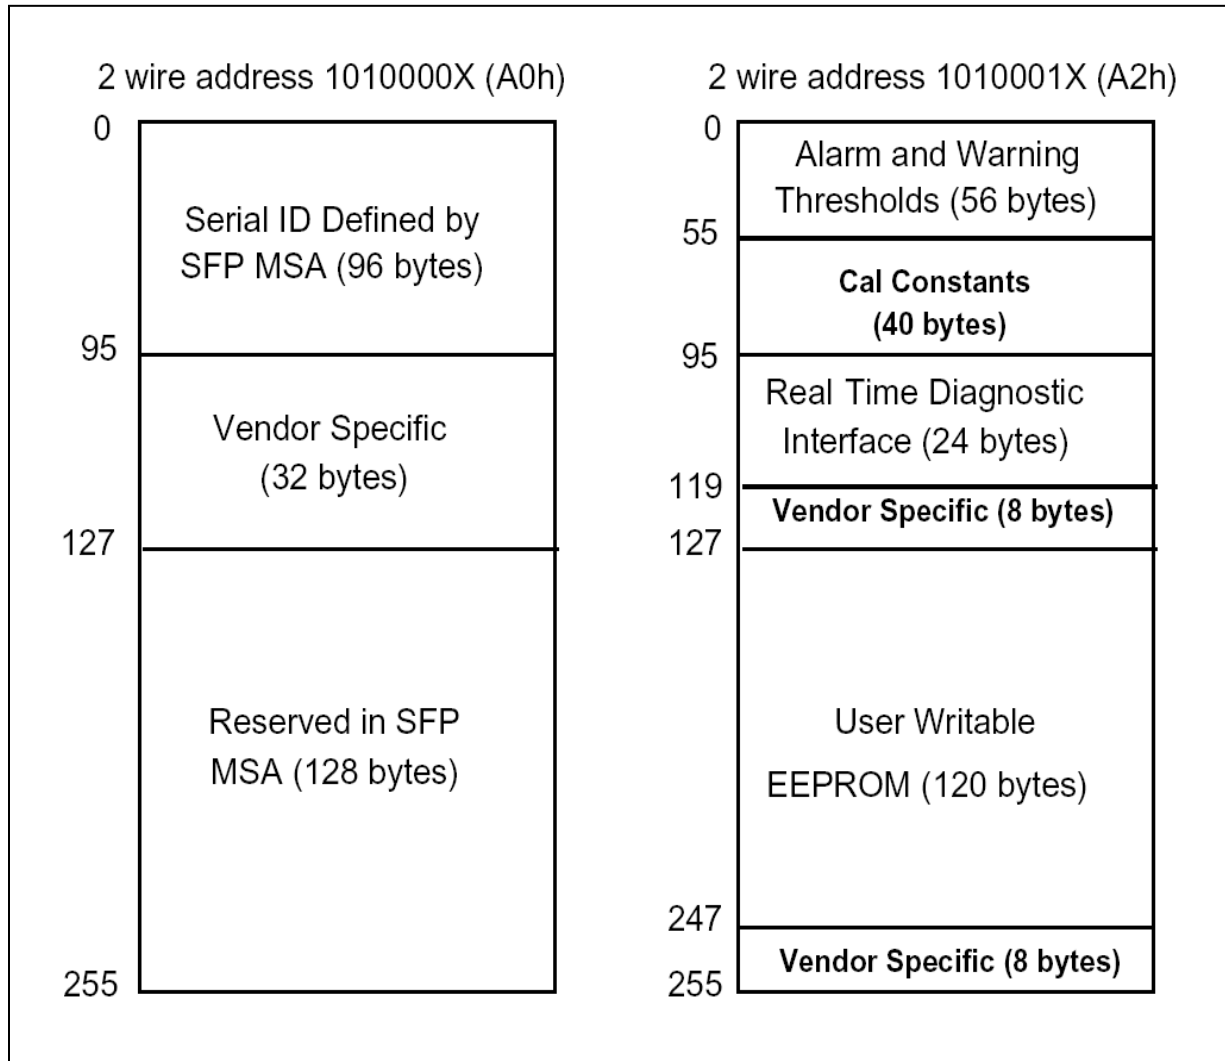 2 wire address 1010000X (A0h)
0
Serial ID Defined by
SFP MSA (96 bytes)
95
Vendor Specific
(32 bytes)
127
Reserved in SFP
MSA (128 bytes)
255
2 wire address 1010001X (A2h)
0
Alarm and Warning
Thresholds (56 bytes)
55
Cal Constants
(40 bytes)
95
Real Time Diagnostic
Interface (24 bytes)
119
Vendor Specific (8 bytes)
127
User Writable
EEPROM (120 bytes)
247
Vendor Specific (8 bytes)
255